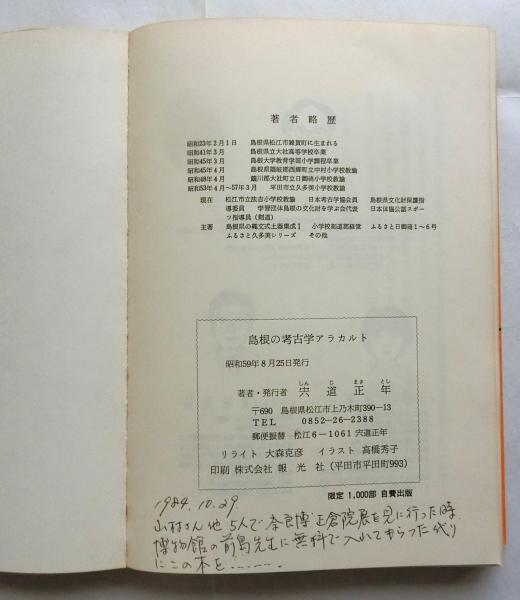 著者略歴
昭和23年2月1日 島根県松江市雑賀町に生まれる
昭和41年3月 島根県立大社高等学校卒業
昭和45年3月 島根大学教育学部小学課程卒業
昭和45年4月 島根県隠岐郡西郷町立中村小学校教諭
昭和48年4月 簸川郡大社町立日御碕小学校教諭
昭和53年4月~57年3月 平田市立久多美小学校教諭
現在 松江市立法吉小学校教諭 日本考古学協会員 島根県文化財保護指
導委員 学習団体島根の文化財を学ぶ会代表 日本体協公認スポー
ツ指導員(剣道)
主著 島根県の縄文式土器集成Ⅰ 小学校剣道部経営 ふるさと日御碕1~6号
ふるさと久多美シリーズ その他
島根の考古学アラカルト
昭和59年8月25日発行
しん じ まさ とし
著者・発行者 宍道正年
〒690 島根県松江市上乃木町390-13
TEL 0852-26-2388
郵便振替 松江6-1061 宍道正年
リライト 大森克彦 イラスト 高橋秀子
印刷 株式会社 報光社 (平田市平田町993)
限定 1,000部 自費出版
1984.10.29
山村さん他5人で奈良博正倉院展を見に行った時、
博物館の前島先生に無料で入れてもらった代り
にこの本を‥‥‥.